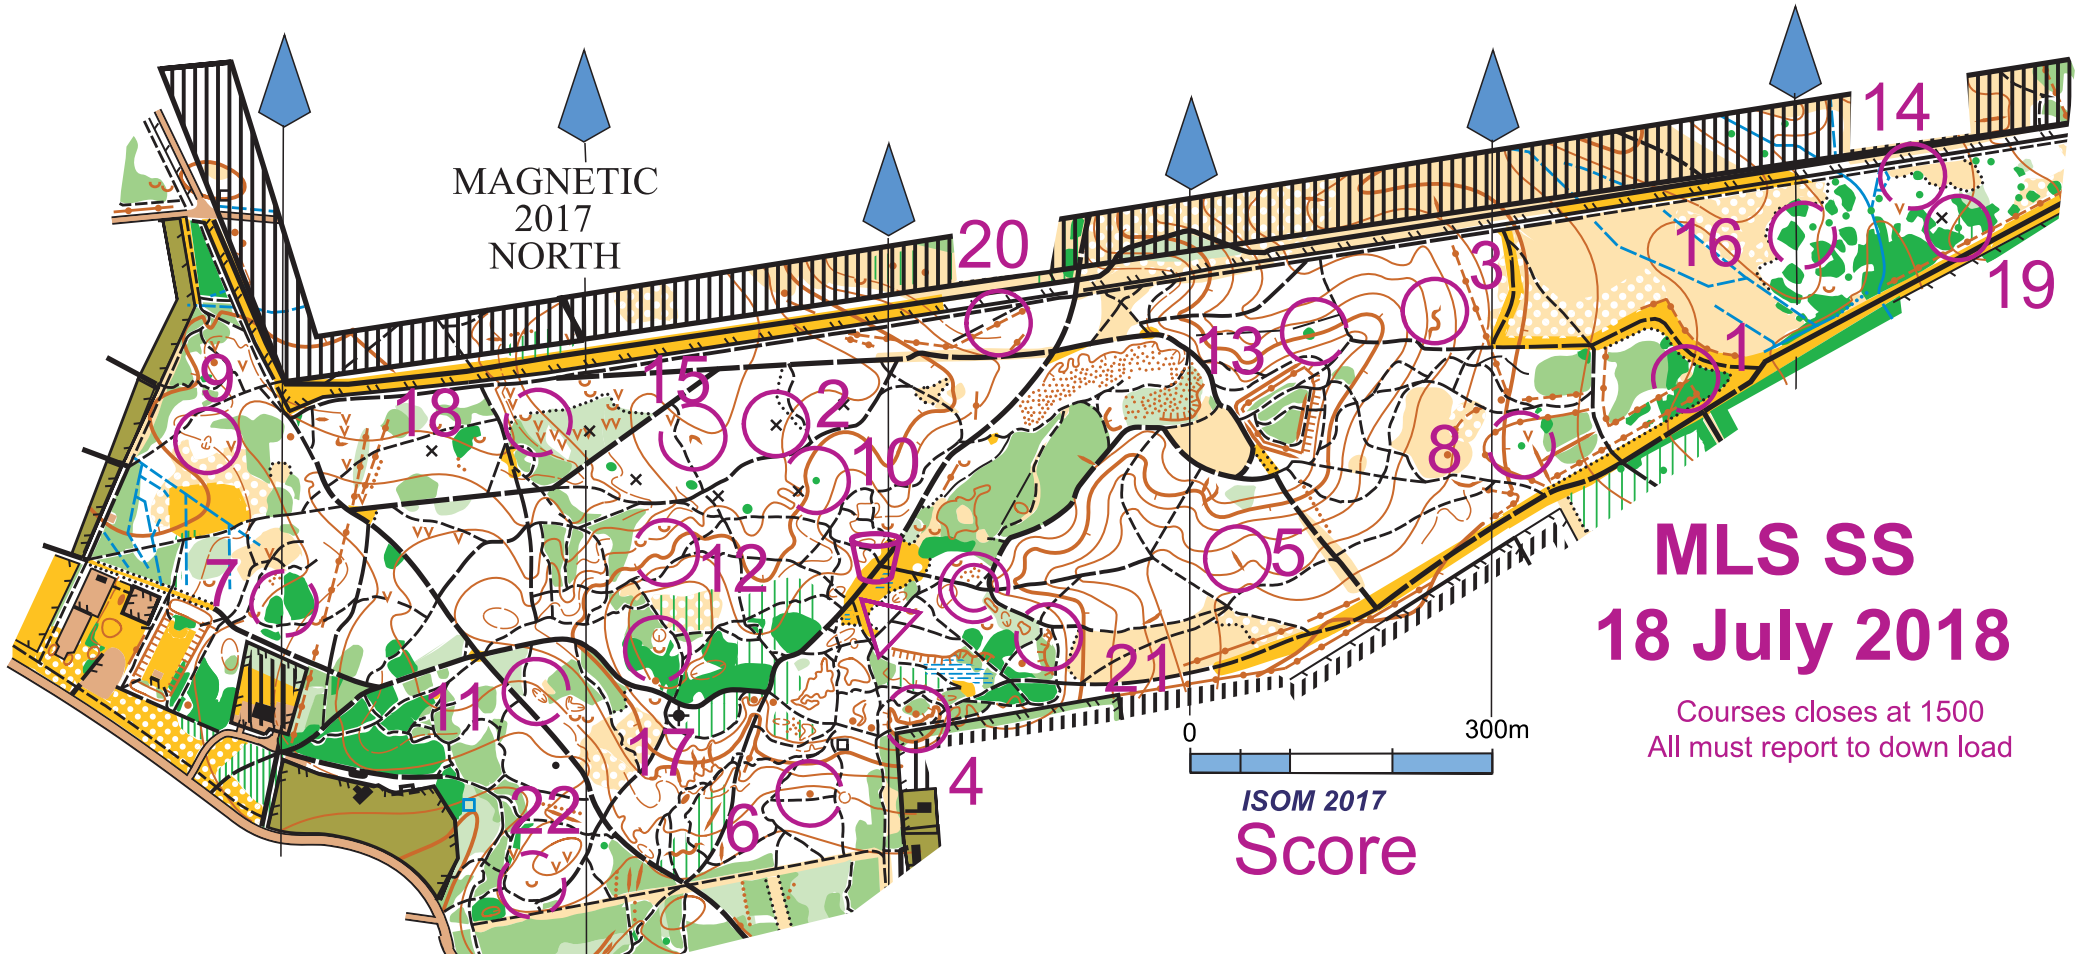 14
MAGNETIC
2017
NORTH
20
3
16
19
13
1
9
15
18
2
8
10
5
12
7
MLS SS
18 July 2018
21
11
Courses closes at 1500
All must report to down load
0
300m
17
4
ISOM 2017
22
6
Score